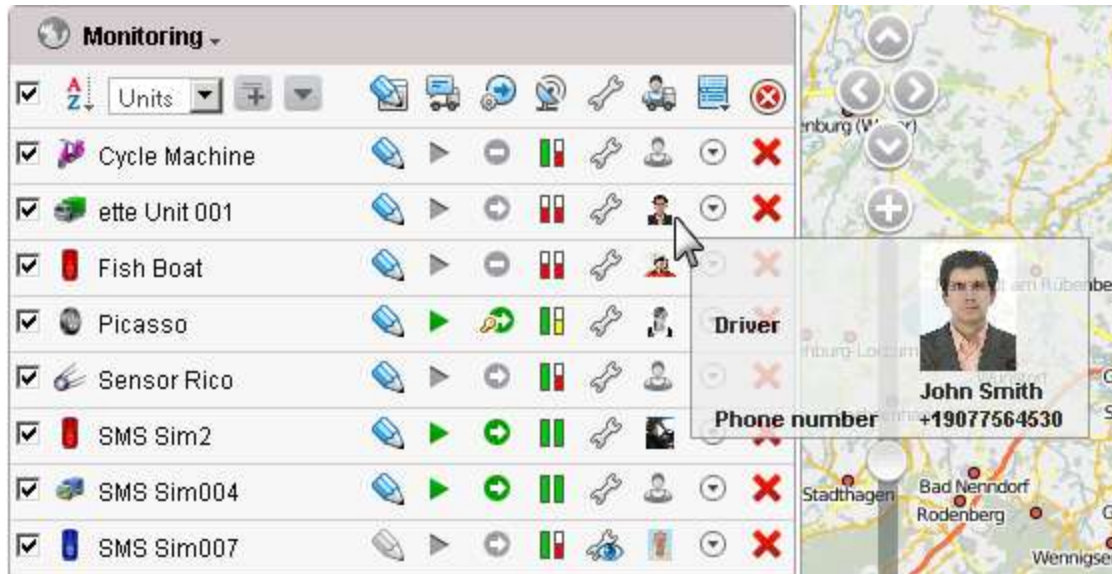 Monitoring
A
Z
Units
Cycle Machine
ette Unit 001
Fish Boat
Picasso
Sensor Rico
SMS Sim2
SMS Sim004
SMS Sim007
Driver
John Smith
Phone number +19077564530
Stadthagen
Bad Nenndorf
Rodenberg
Wennigse